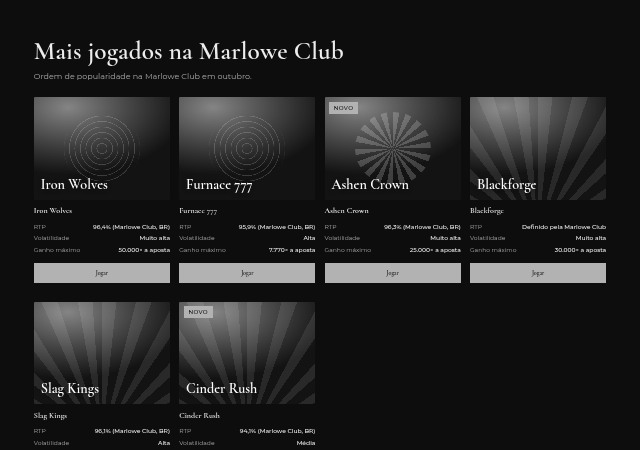 Mais jogados na Marlowe Club
Ordem de popularidade na Marlowe Club em outubro.
Iron Wolves
Iron Wolves
RTP 96,4% (Marlowe Club, BR)
Volatilidade Muito alta
Ganho máximo 50.000× a aposta
Jogar
Furnace 777
Furnace 777
RTP 95,9% (Marlowe Club, BR)
Volatilidade Alta
Ganho máximo 7.770× a aposta
Jogar
NOVO
Ashen Crown
Ashen Crown
RTP 96,3% (Marlowe Club, BR)
Volatilidade Muito alta
Ganho máximo 25.000× a aposta
Jogar
Blackforge
Blackforge
RTP Definido pela Marlowe Club
Volatilidade Muito alta
Ganho máximo 30.000× a aposta
Jogar
Slag Kings
Slag Kings
RTP 96,1% (Marlowe Club, BR)
Volatilidade Alta
NOVO
Cinder Rush
Cinder Rush
RTP 94,1% (Marlowe Club, BR)
Volatilidade Média